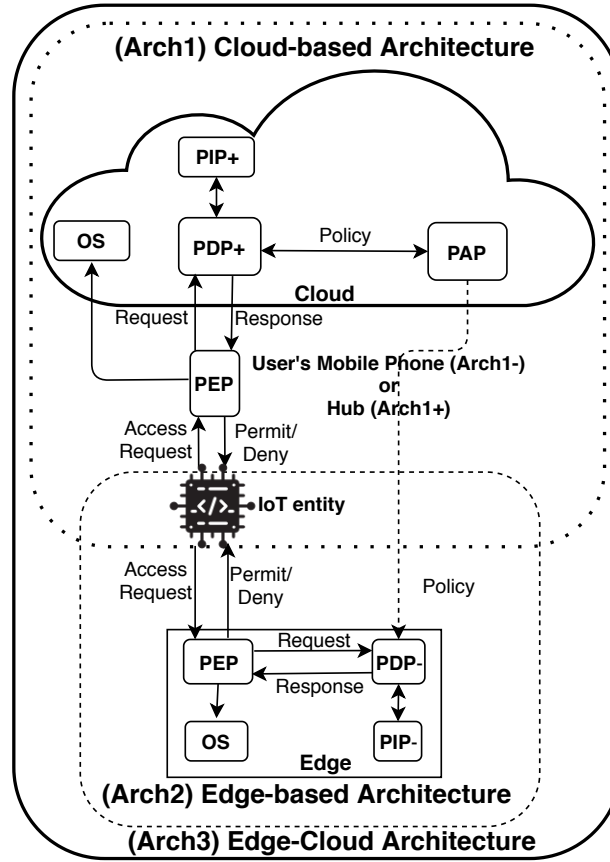 (Arch1) Cloud-based Architecture
PIP+
OS
PDP+
Policy
PAP
Cloud
Request
Response
PEP
User's Mobile Phone (Arch1-)
or
Hub (Arch1+)
Access
Request
Permit/
Deny
</>
IoT entity
Access
Request
Permit/
Deny
Policy
PEP
Request
PDP-
Response
OS
PIP-
Edge
(Arch2) Edge-based Architecture
(Arch3) Edge-Cloud Architecture